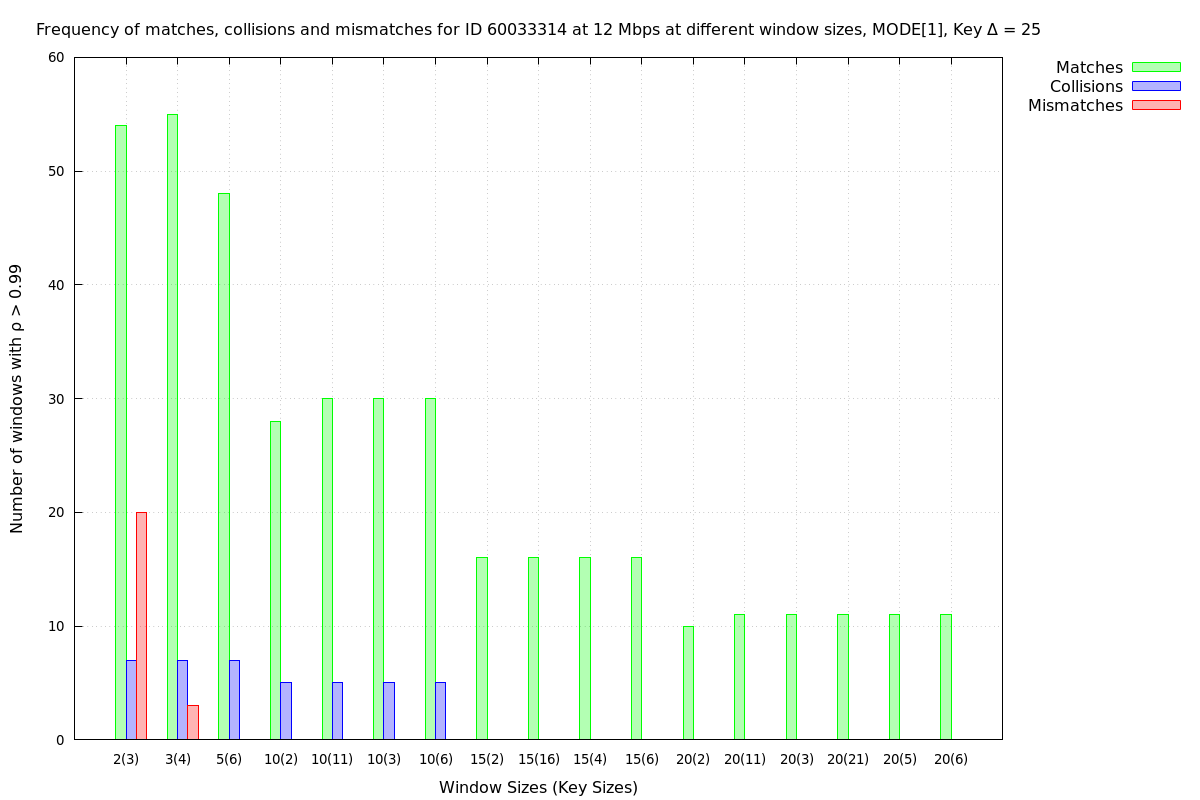 Frequency of matches, collisions and mismatches for ID 60033314 at 12 Mbps at different window sizes, MODE[1], Key Δ = 25
Matches
Collisions
Mismatches
Number of windows with ρ > 0.99
60
50
40
30
20
10
0
2(3) 3(4) 5(6) 10(2) 10(11) 10(3) 10(6) 15(2) 15(16) 15(4) 15(6) 20(2) 20(11) 20(3) 20(21) 20(5) 20(6)
Window Sizes (Key Sizes)